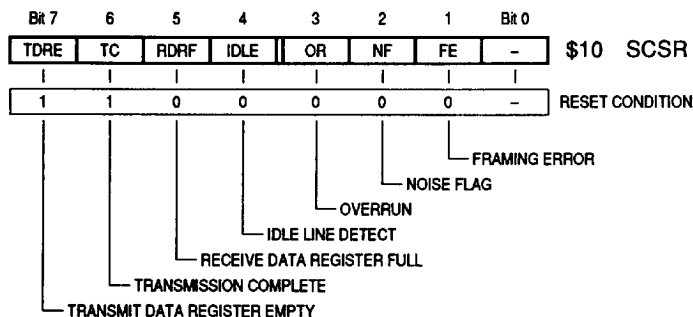 Bit 7 6 5 4 3 2 1 Bit 0
TDRE TC RDRF IDLE OR NF FE – $10 SCSR
1 1 0 0 0 0 0 – RESET CONDITION
FRAMING ERROR
NOISE FLAG
OVERRUN
IDLE LINE DETECT
RECEIVE DATA REGISTER FULL
TRANSMISSION COMPLETE
TRANSMIT DATA REGISTER EMPTY